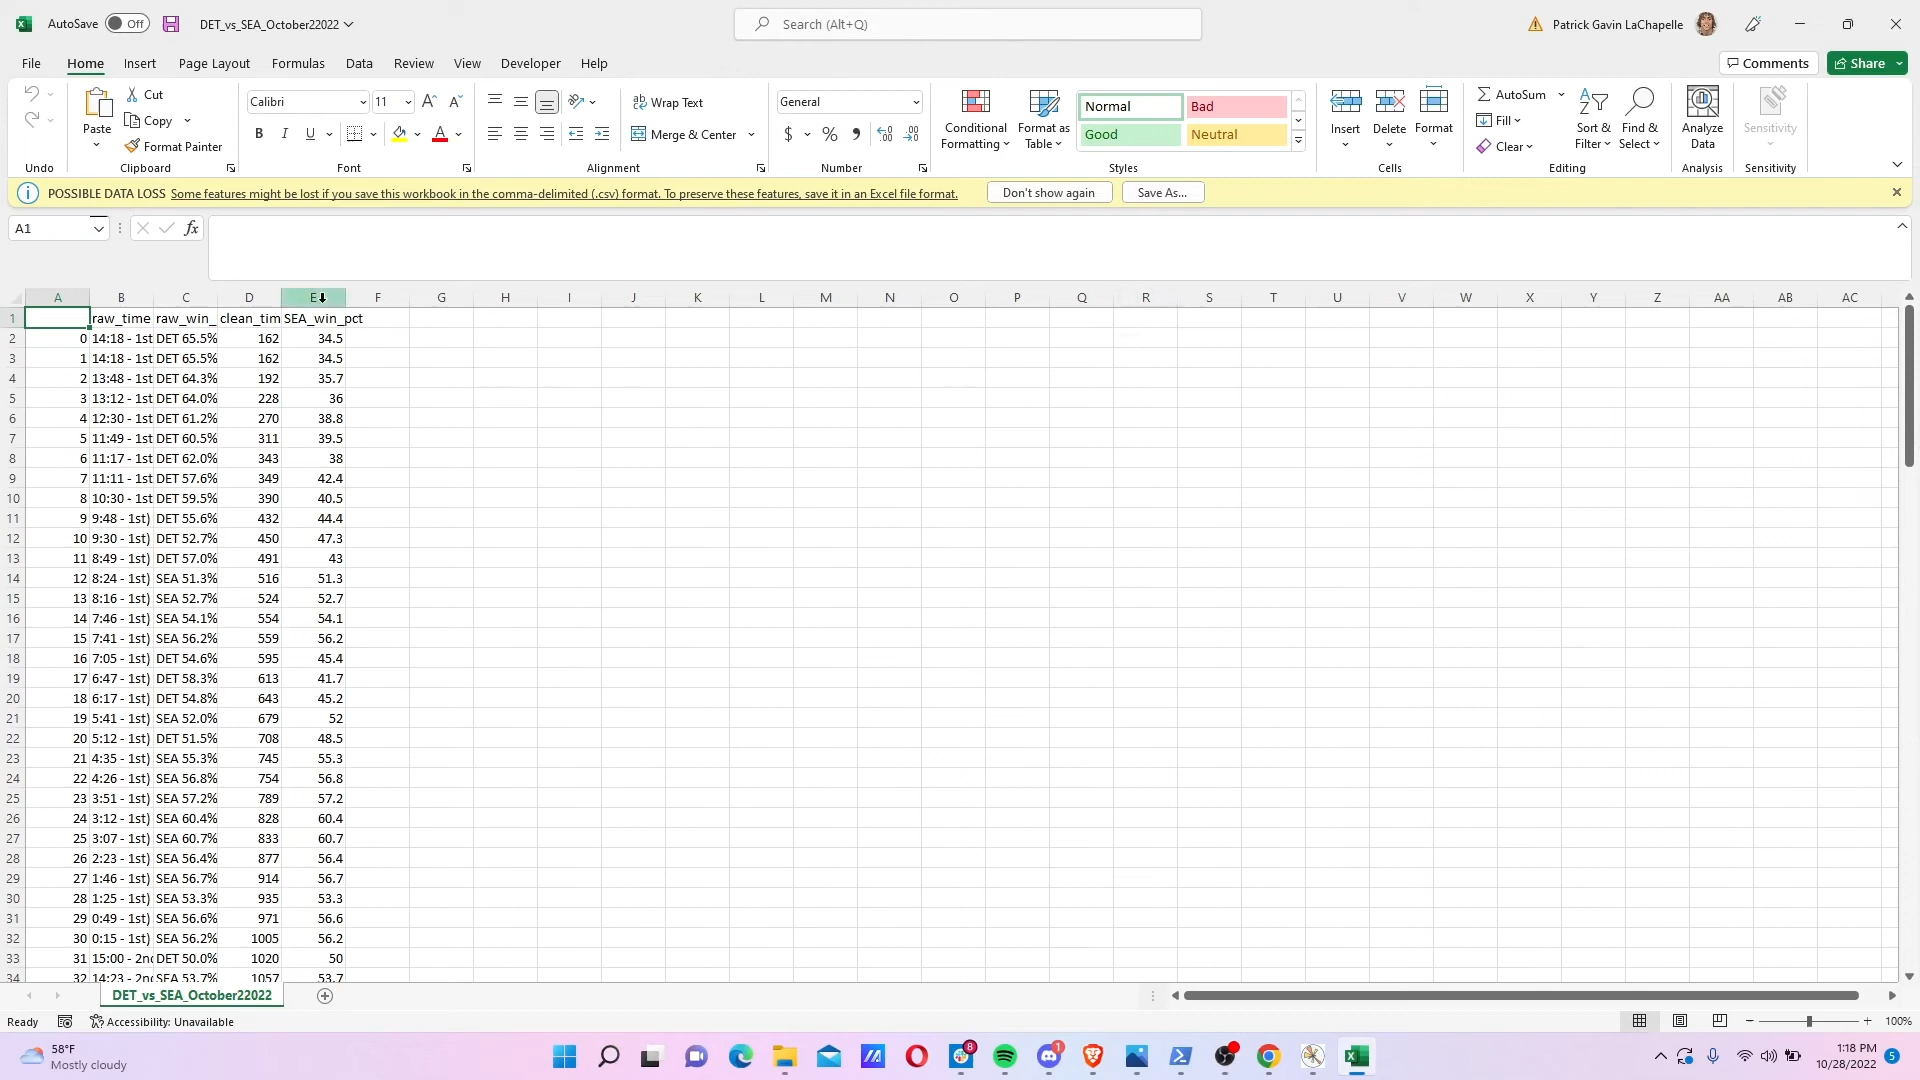 AutoSave Off DET_vs_SEA_October22022 Search (Alt+Q) Patrick Gavin LaChapelle
File Home Insert Page Layout Formulas Data Review View Developer Help Comments Share
Paste Cut Copy Format Painter
Calibri 11 B I U A
Wrap Text Merge & Center
General $ %
Conditional Formatting Format as Table Normal Bad Good Neutral
Insert Delete Format
AutoSum Fill Clear Sort & Filter Find & Select
Analyze Data Sensitivity
Undo Clipboard Font Alignment Number Styles Cells Editing Analysis Sensitivity
POSSIBLE DATA LOSS Some features might be lost if you save this workbook in the comma-delimited (.csv) format. To preserve these features, save it in an Excel file format. Don't show again Save As...
A1 fx
A B C D E F G H I J K L M N O P Q R S T U V W X Y Z AA AB AC
1 raw_time raw_win_ clean_tim SEA_win_pct
2 0 14:18 - 1st DET 65.5% 162 34.5
3 1 14:18 - 1st DET 65.5% 162 34.5
4 2 13:48 - 1st DET 64.3% 192 35.7
5 3 13:12 - 1st DET 64.0% 228 36
6 4 12:30 - 1st DET 61.2% 270 38.8
7 5 11:49 - 1st DET 60.5% 311 39.5
8 6 11:17 - 1st DET 62.0% 343 38
9 7 11:11 - 1st DET 57.6% 349 42.4
10 8 10:30 - 1st DET 59.5% 390 40.5
11 9 9:48 - 1st) DET 55.6% 432 44.4
12 10 9:30 - 1st) DET 52.7% 450 47.3
13 11 8:49 - 1st) DET 57.0% 491 43
14 12 8:24 - 1st) SEA 51.3% 516 51.3
15 13 8:16 - 1st) SEA 52.7% 524 52.7
16 14 7:46 - 1st) SEA 54.1% 554 54.1
17 15 7:41 - 1st) SEA 56.2% 559 56.2
18 16 7:05 - 1st) DET 54.6% 595 45.4
19 17 6:47 - 1st) DET 58.3% 613 41.7
20 18 6:17 - 1st) DET 54.8% 643 45.2
21 19 5:41 - 1st) SEA 52.0% 679 52
22 20 5:12 - 1st) DET 51.5% 708 48.5
23 21 4:35 - 1st) SEA 55.3% 745 55.3
24 22 4:26 - 1st) SEA 56.8% 754 56.8
25 23 3:51 - 1st) SEA 57.2% 789 57.2
26 24 3:12 - 1st) SEA 60.4% 828 60.4
27 25 3:07 - 1st) SEA 60.7% 833 60.7
28 26 2:23 - 1st) SEA 56.4% 877 56.4
29 27 1:46 - 1st) SEA 56.7% 914 56.7
30 28 1:25 - 1st) SEA 53.3% 935 53.3
31 29 0:49 - 1st) SEA 56.6% 971 56.6
32 30 0:15 - 1st) SEA 56.2% 1005 56.2
33 31 15:00 - 2nd DET 50.0% 1020 50
34 32 14:23 - 2nd SEA 53.7% 1057 53.7
DET_vs_SEA_October22022
Ready Accessibility: Unavailable 100%
58°F
Mostly cloudy
8 1
1:18 PM
10/28/2022 5